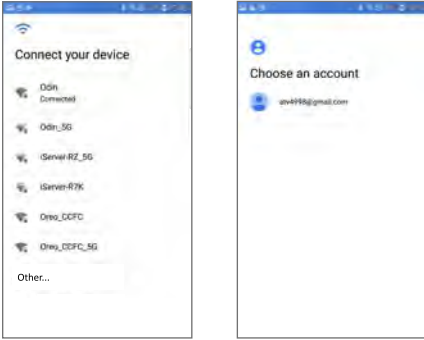 Connect your device
Odin
Connected
Odin_5G
iServer-RZ_5G
iServer-R7K
Oreo_CCFC
Oreo_CCFC_5G
Other...
Choose an account